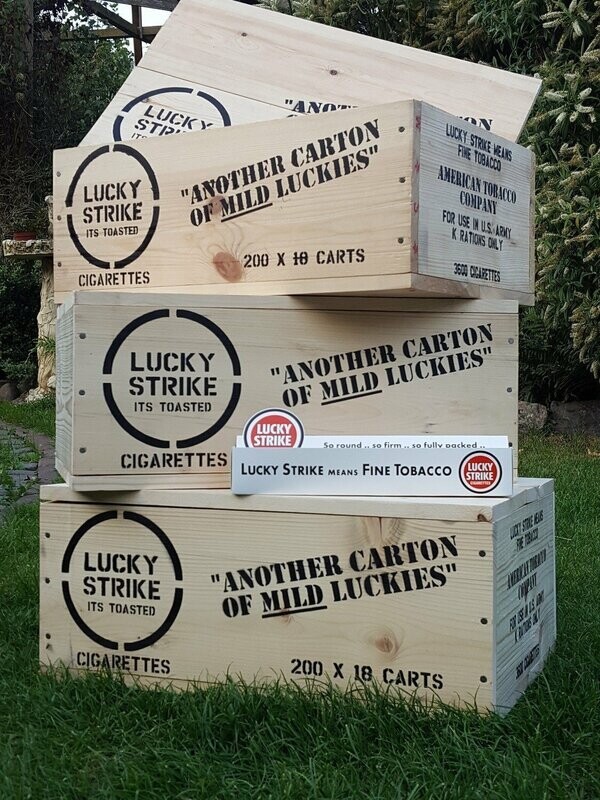 LUCKY
STRIKE
"ANOT
ON
LUCKY
STRIKE
ITS TOASTED
CIGARETTES
"ANOTHER CARTON
OF MILD LUCKIES"
200 X 18 CARTS
LUCKY STRIKE MEANS
FINE TOBACCO
AMERICAN TOBACCO
COMPANY
FOR USE IN U.S. ARMY
K RATIONS ONLY
3600 CIGARETTES
LUCKY
STRIKE
ITS TOASTED
CIGARETTES
"ANOTHER CARTON
OF MILD LUCKIES"
LUCKY
STRIKE
So round .. so firm .. so fully packed ..
LUCKY STRIKE MEANS FINE TOBACCO
LUCKY
STRIKE
CIGARETTES
LUCKY
STRIKE
ITS TOASTED
CIGARETTES
"ANOTHER CARTON
OF MILD LUCKIES"
200 X 18 CARTS
LUCKY STRIKE MEANS
FINE TOBACCO
AMERICAN TOBACCO
COMPANY
FOR USE IN U.S. ARMY
K RATIONS ONLY
3600 CIGARETTES